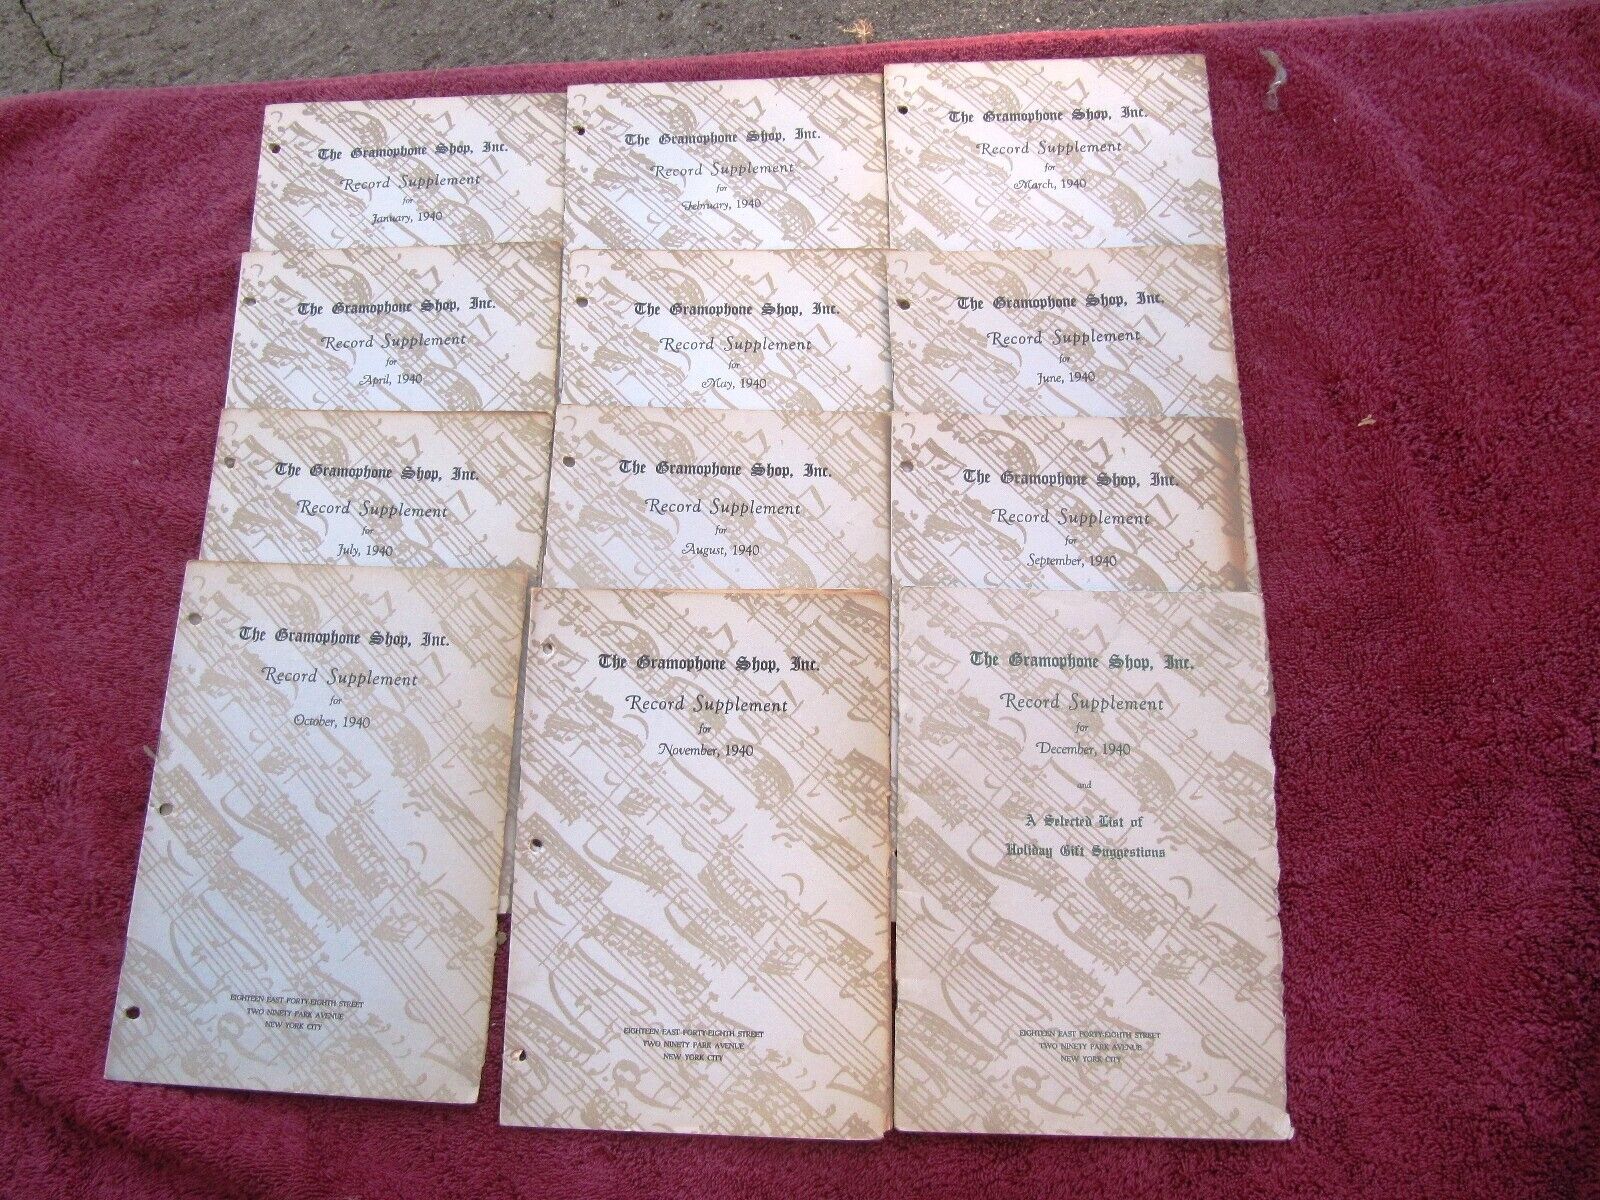 The Gramophone Shop, Inc.
Record Supplement
for
January, 1940
The Gramophone Shop, Inc.
Record Supplement
for
February, 1940
The Gramophone Shop, Inc.
Record Supplement
for
March, 1940
The Gramophone Shop, Inc.
Record Supplement
for
April, 1940
The Gramophone Shop, Inc.
Record Supplement
for
May, 1940
The Gramophone Shop, Inc.
Record Supplement
for
June, 1940
The Gramophone Shop, Inc.
Record Supplement
for
July, 1940
The Gramophone Shop, Inc.
Record Supplement
for
August, 1940
The Gramophone Shop, Inc.
Record Supplement
for
September, 1940
The Gramophone Shop, Inc.
Record Supplement
for
October, 1940
EIGHTEEN EAST FORTY-EIGHTH STREET
TWO NINETY PARK AVENUE
NEW YORK CITY
The Gramophone Shop, Inc.
Record Supplement
for
November, 1940
EIGHTEEN EAST FORTY-EIGHTH STREET
TWO NINETY PARK AVENUE
NEW YORK CITY
The Gramophone Shop, Inc.
Record Supplement
for
December, 1940
and
A Selected List of
Holiday Gift Suggestions
EIGHTEEN EAST FORTY-EIGHTH STREET
TWO NINETY PARK AVENUE
NEW YORK CITY